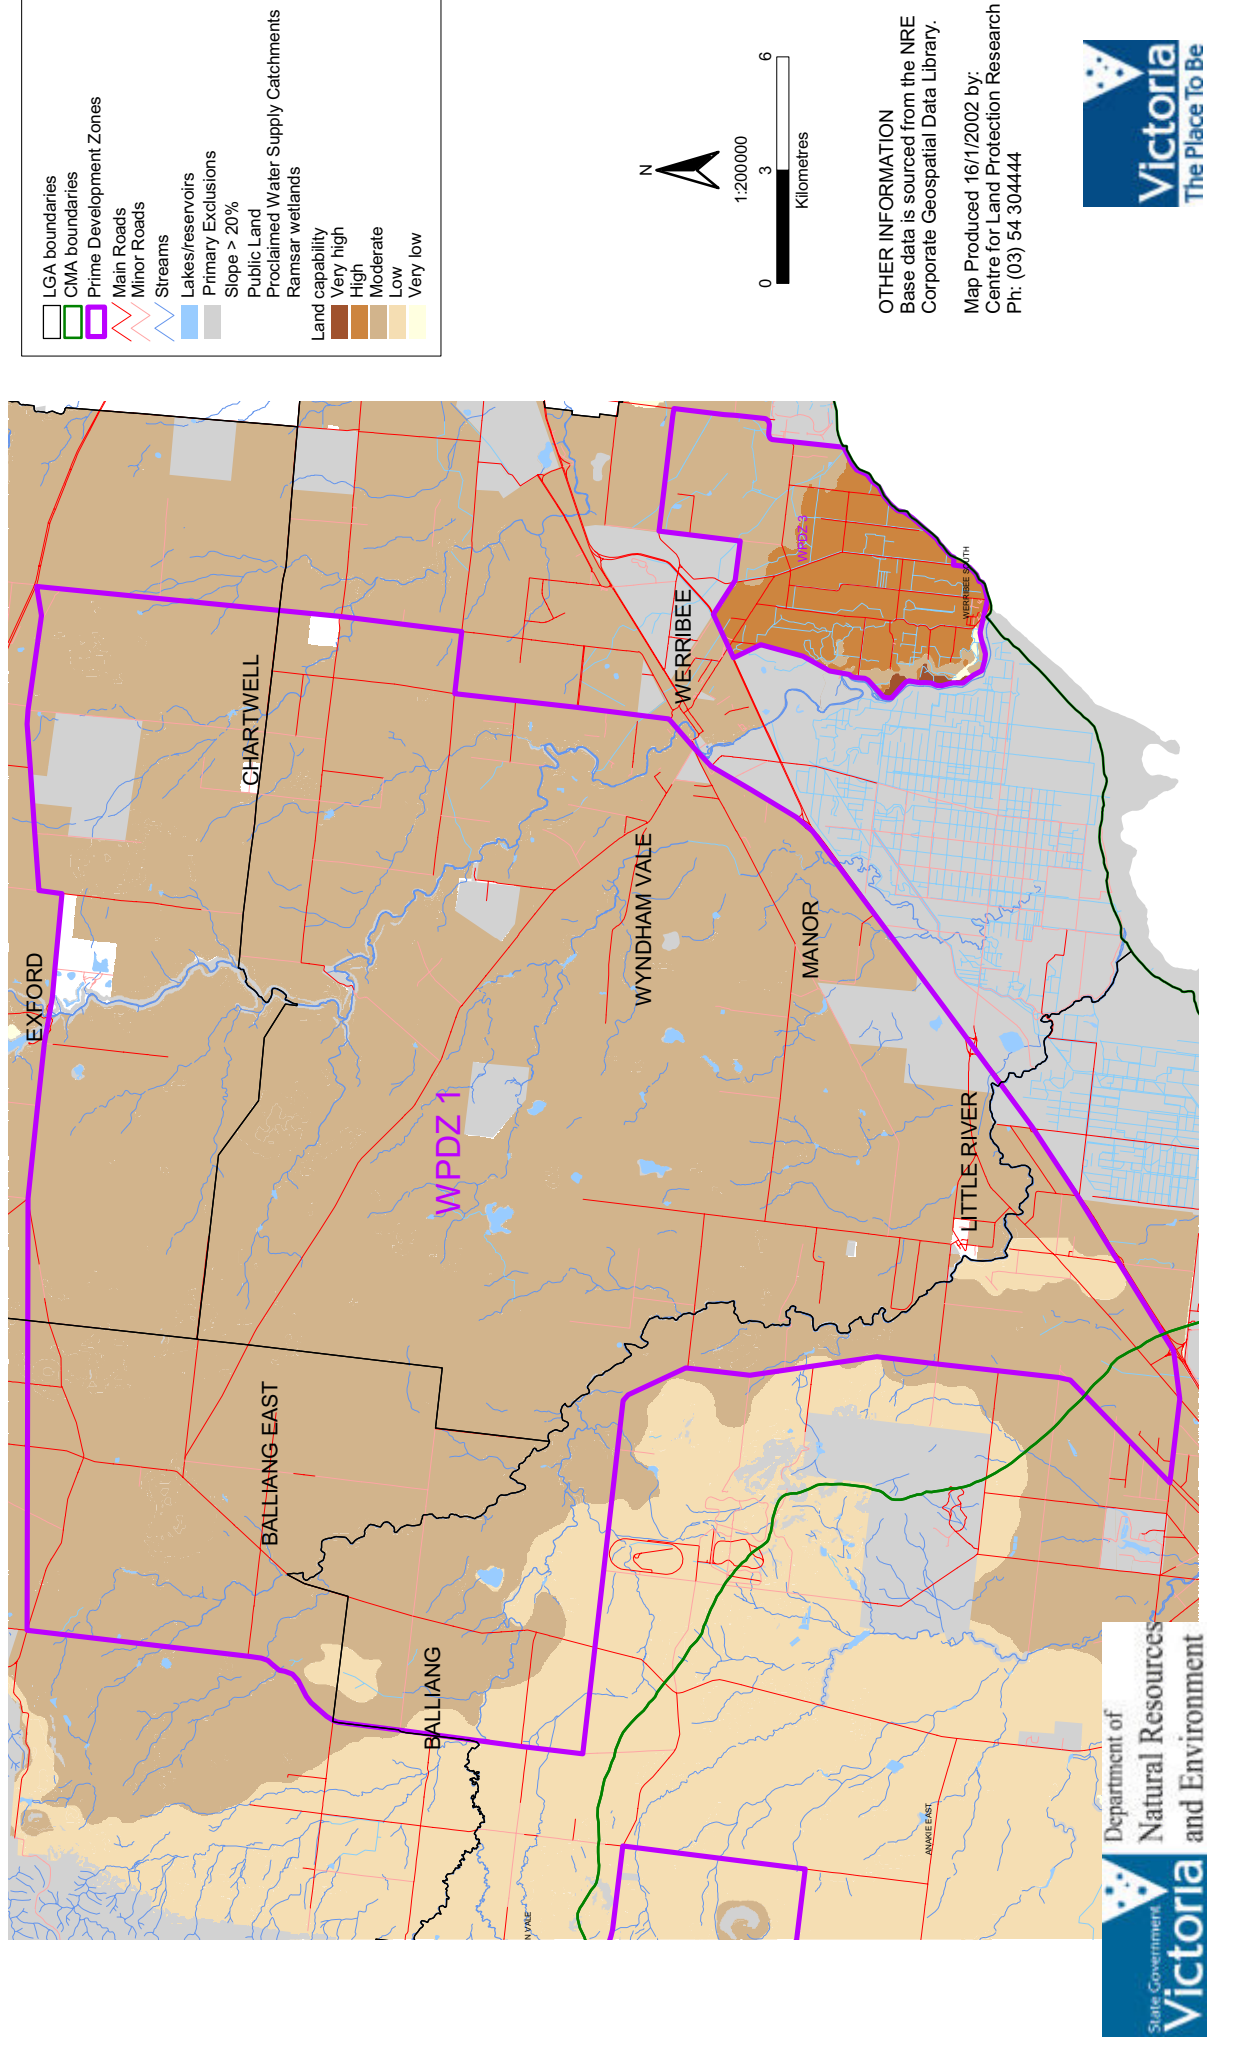 LGA boundaries
CMA boundaries
Prime Development Zones
Main Roads
Minor Roads
Streams
Lakes/reservoirs
Primary Exclusions
Slope > 20%
Public Land
Proclaimed Water Supply Catchments
Ramsar wetlands
Land capability
Very high
High
Moderate
Low
Very low
N
1:200000
0 3 6
Kilometres
OTHER INFORMATION
Base data is sourced from the NRE
Corporate Geospatial Data Library.
Map Produced 16/1/2002 by:
Centre for Land Protection Research
Ph: (03) 54 304444
Victoria
The Place To Be
EXFORD
CHARTWELL
BALLIANG EAST
BALLIANG
WPDZ 1
WYNDHAM VALE
WERRIBEE
MANOR
WPDZ 3
WERRIBEE SOUTH
LITTLE RIVER
ANAKIE EAST
N VALE
State Government
Victoria
Department of
Natural Resources
and Environment